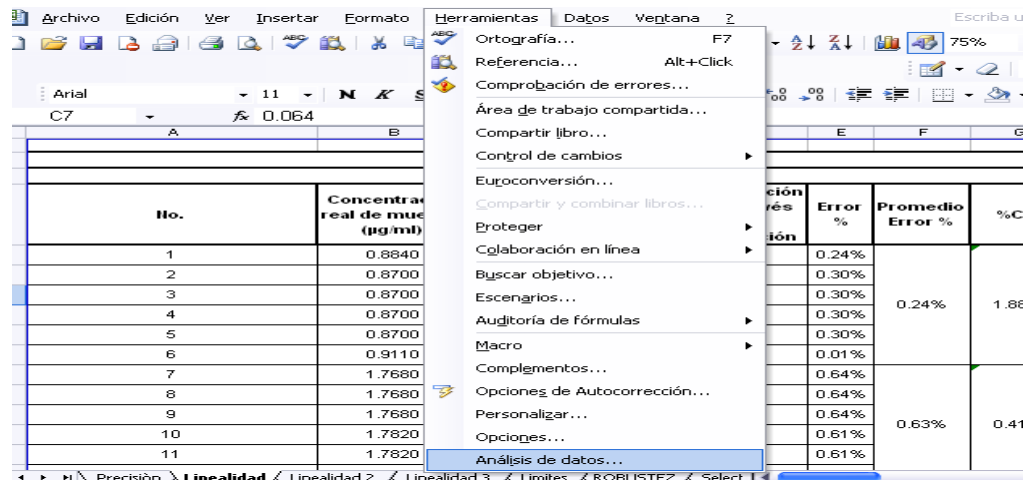 Archivo Edición Ver Insertar Formato Herramientas Datos Ventana ? Escriba u
75%
Arial 11 N K S
C7 fx 0.064
A B E F G
Ortografía... F7
Referencia... Alt+Click
Comprobación de errores...
Área de trabajo compartida...
Compartir libro...
Control de cambios
Euroconversión...
Compartir y combinar libros...
Proteger
Colaboración en línea
Buscar objetivo...
Escenarios...
Auditoría de fórmulas
Macro
Complementos...
Opciones de Autocorrección...
Personalizar...
Opciones...
Análisis de datos...
No.
Concentra
real de mue
(µg/ml)
ción
vés
ión
Error
%
Promedio
Error %
%C
1 0.8840 0.24%
2 0.8700 0.30%
3 0.8700 0.30%
4 0.8700 0.30%
5 0.8700 0.30%
6 0.9110 0.01%
0.24% 1.88
7 1.7680 0.64%
8 1.7680 0.64%
9 1.7680 0.64%
10 1.7820 0.61%
11 1.7820 0.61%
0.63% 0.41
Precisiòn Linealidad Linealidad 2 Linealidad 3 Limites ROBUSTEZ Select